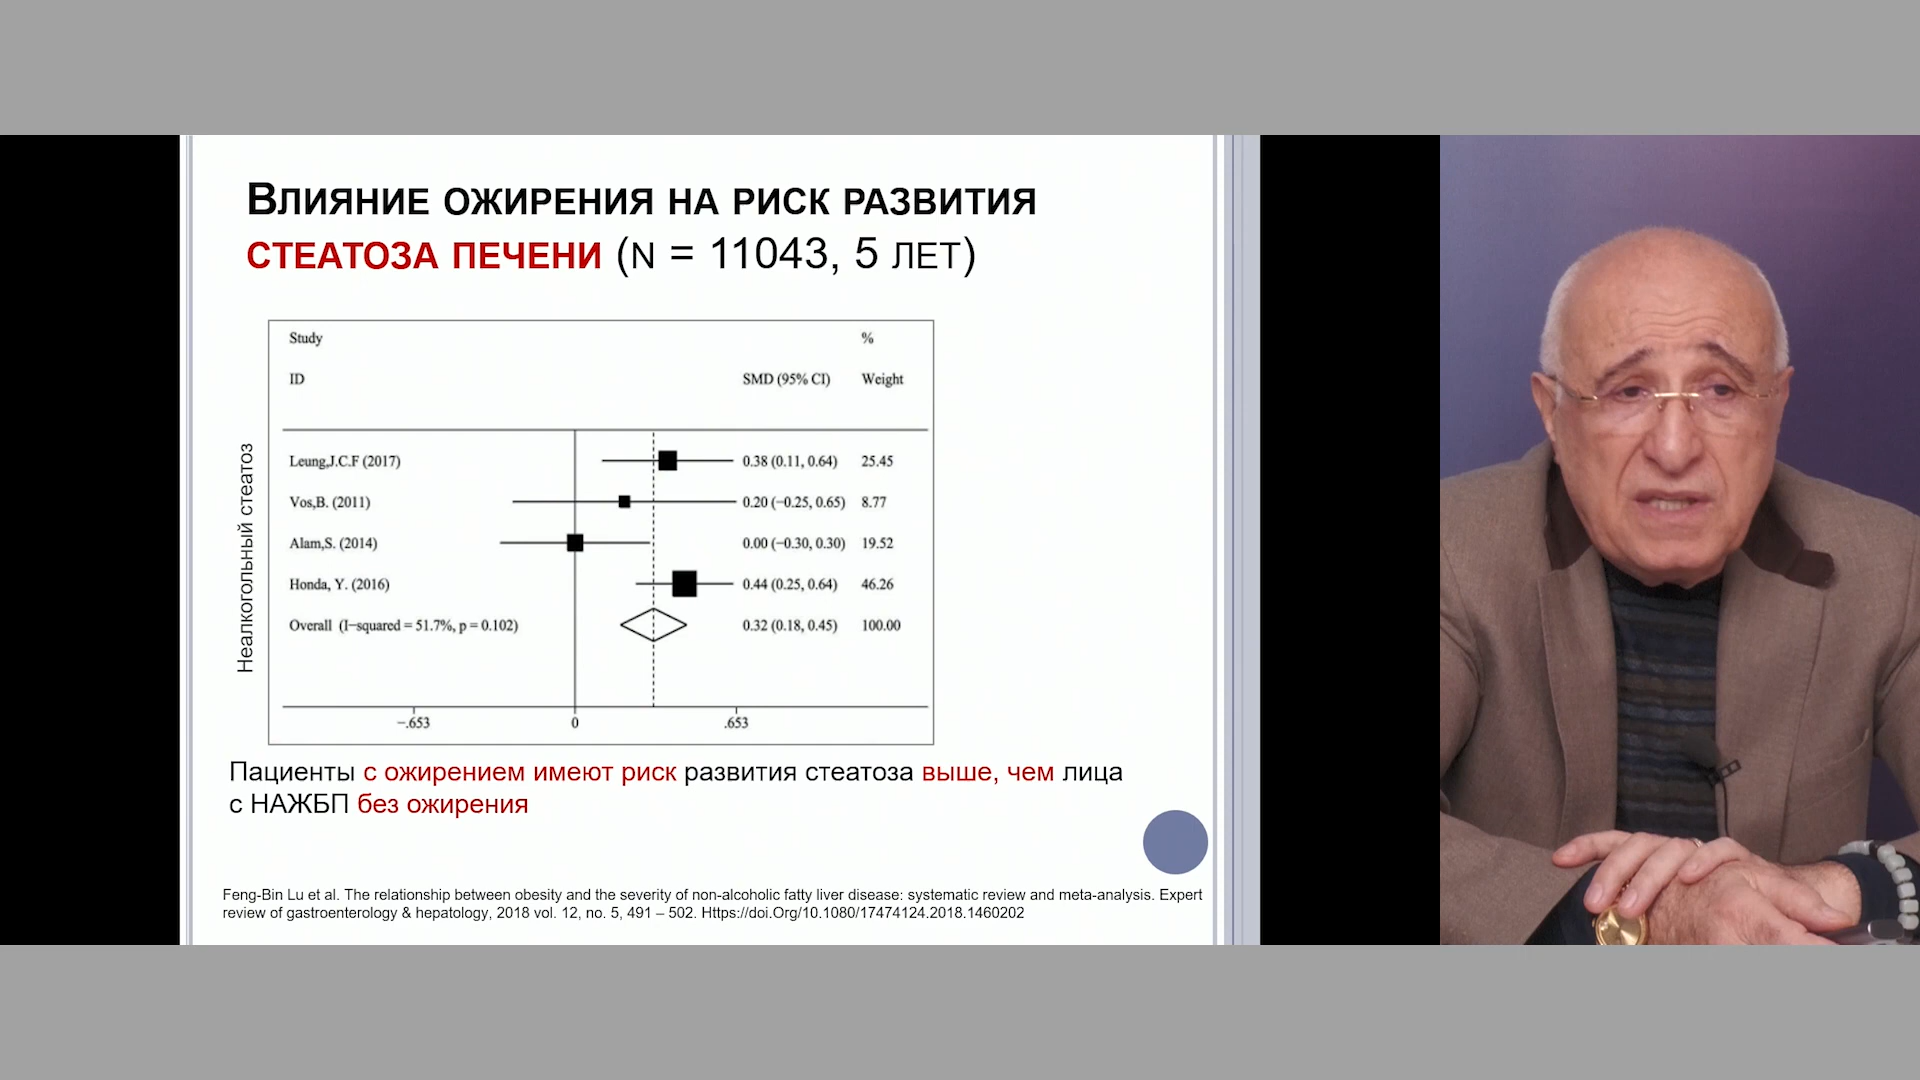 Влияние ожирения на риск развития
стеатоза печени (n = 11043, 5 лет)
Неалкогольный стеатоз
Study %
ID SMD (95% CI) Weight
Leung,J.C.F (2017) 0.38 (0.11, 0.64) 25.45
Vos,B. (2011) 0.20 (−0.25, 0.65) 8.77
Alam,S. (2014) 0.00 (−0.30, 0.30) 19.52
Honda, Y. (2016) 0.44 (0.25, 0.64) 46.26
Overall (I−squared = 51.7%, p = 0.102) 0.32 (0.18, 0.45) 100.00
−.653 0 .653
Пациенты с ожирением имеют риск развития стеатоза выше, чем лица
с НАЖБП без ожирения
Feng-Bin Lu et al. The relationship between obesity and the severity of non-alcoholic fatty liver disease: systematic review and meta-analysis. Expert
review of gastroenterology & hepatology, 2018 vol. 12, no. 5, 491 – 502. Https://doi.Org/10.1080/17474124.2018.1460202